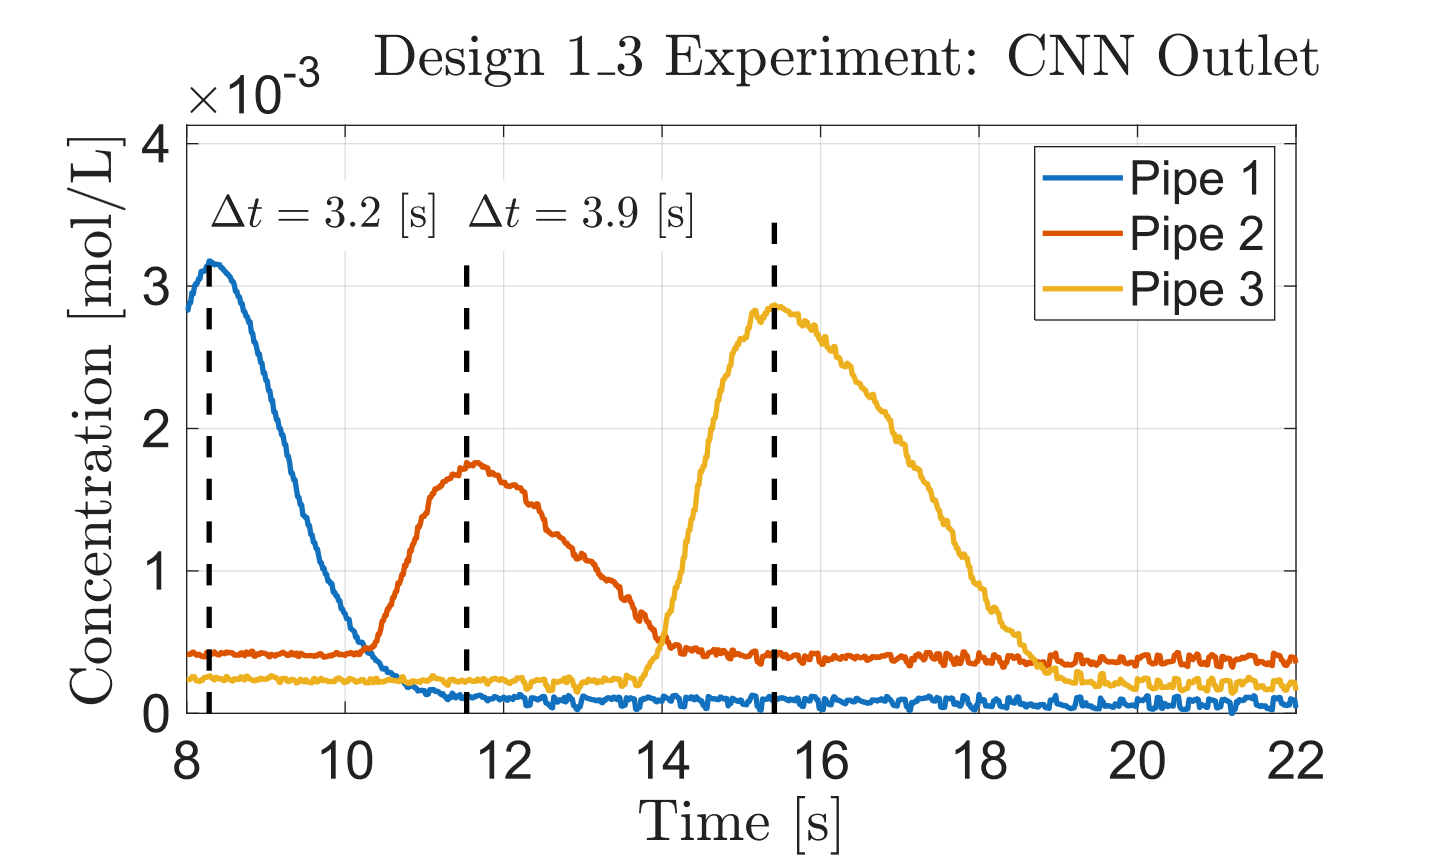 Design 1_3 Experiment: CNN Outlet
×10-3
Concentration [mol/L]
4
3
2
1
0
Δt = 3.2 [s] Δt = 3.9 [s]
Pipe 1
Pipe 2
Pipe 3
8 10 12 14 16 18 20 22
Time [s]